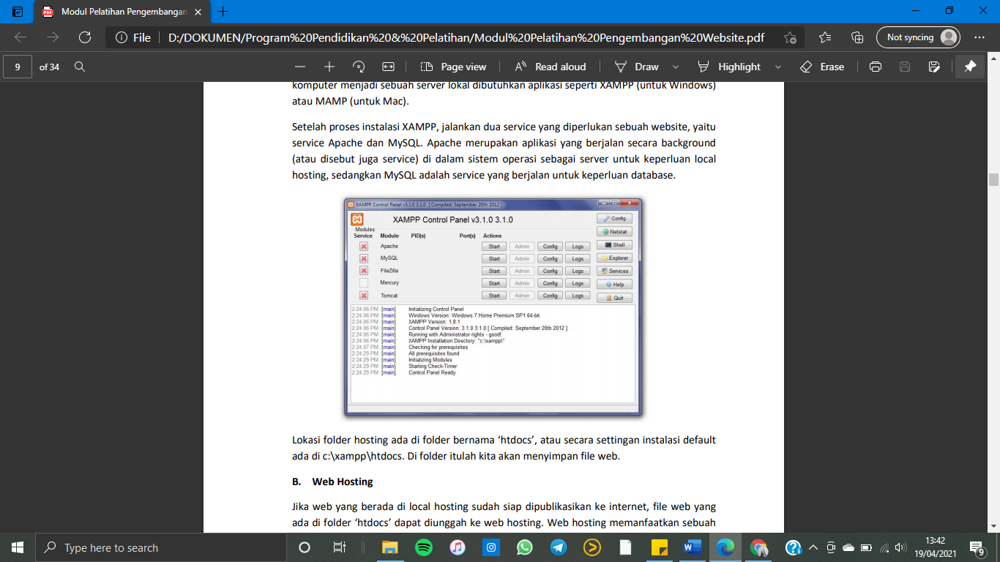 Modul Pelatihan Pengembangan
File D:/DOKUMEN/Program%20Pendidikan%20&%20Pelatihan/Modul%20Pelatihan%20Pengembangan%20Website.pdf Not syncing
9 of 34 Page view Read aloud Draw Highlight Erase
komputer menjadi sebuah server lokal dibutuhkan aplikasi seperti XAMPP (untuk Windows)
atau MAMP (untuk Mac).
Setelah proses instalasi XAMPP, jalankan dua service yang diperlukan sebuah website, yaitu
service Apache dan MySQL. Apache merupakan aplikasi yang berjalan secara background
(atau disebut juga service) di dalam sistem operasi sebagai server untuk keperluan local
hosting, sedangkan MySQL adalah service yang berjalan untuk keperluan database.
XAMPP Control Panel v3.1.0 3.1.0 [ Compiled: September 20th 2012 ]
XAMPP Control Panel v3.1.0 3.1.0 Config
Modules Netstat
Service Module PID(s) Port(s) Actions
Apache Start Admin Config Logs Shell
MySQL Start Admin Config Logs Explorer
FileZilla Start Admin Config Logs Services
Mercury Start Admin Config Logs Help
Tomcat Start Admin Config Logs Quit
2:24:06 PM [main] Initializing Control Panel
2:24:06 PM [main] Windows Version: Windows 7 Home Premium SP1 64-bit
2:24:06 PM [main] XAMPP Version: 1.8.1
2:24:06 PM [main] Control Panel Version: 3.1.0 3.1.0 [ Compiled: September 20th 2012 ]
2:24:06 PM [main] Running with Administrator rights - good!
2:24:06 PM [main] XAMPP Installation Directory: "c:\xampp\"
2:24:07 PM [main] Checking for prerequisites
2:24:29 PM [main] All prerequisites found
2:24:29 PM [main] Initializing Modules
2:24:29 PM [main] Starting Check-Timer
2:24:29 PM [main] Control Panel Ready
Lokasi folder hosting ada di folder bernama ‘htdocs’, atau secara settingan instalasi default
ada di c:\xampp\htdocs. Di folder itulah kita akan menyimpan file web.
B. Web Hosting
Jika web yang berada di local hosting sudah siap dipublikasikan ke internet, file web yang
ada di folder ‘htdocs’ dapat diunggah ke web hosting. Web hosting memanfaatkan sebuah
Type here to search
13:42
19/04/2021
9